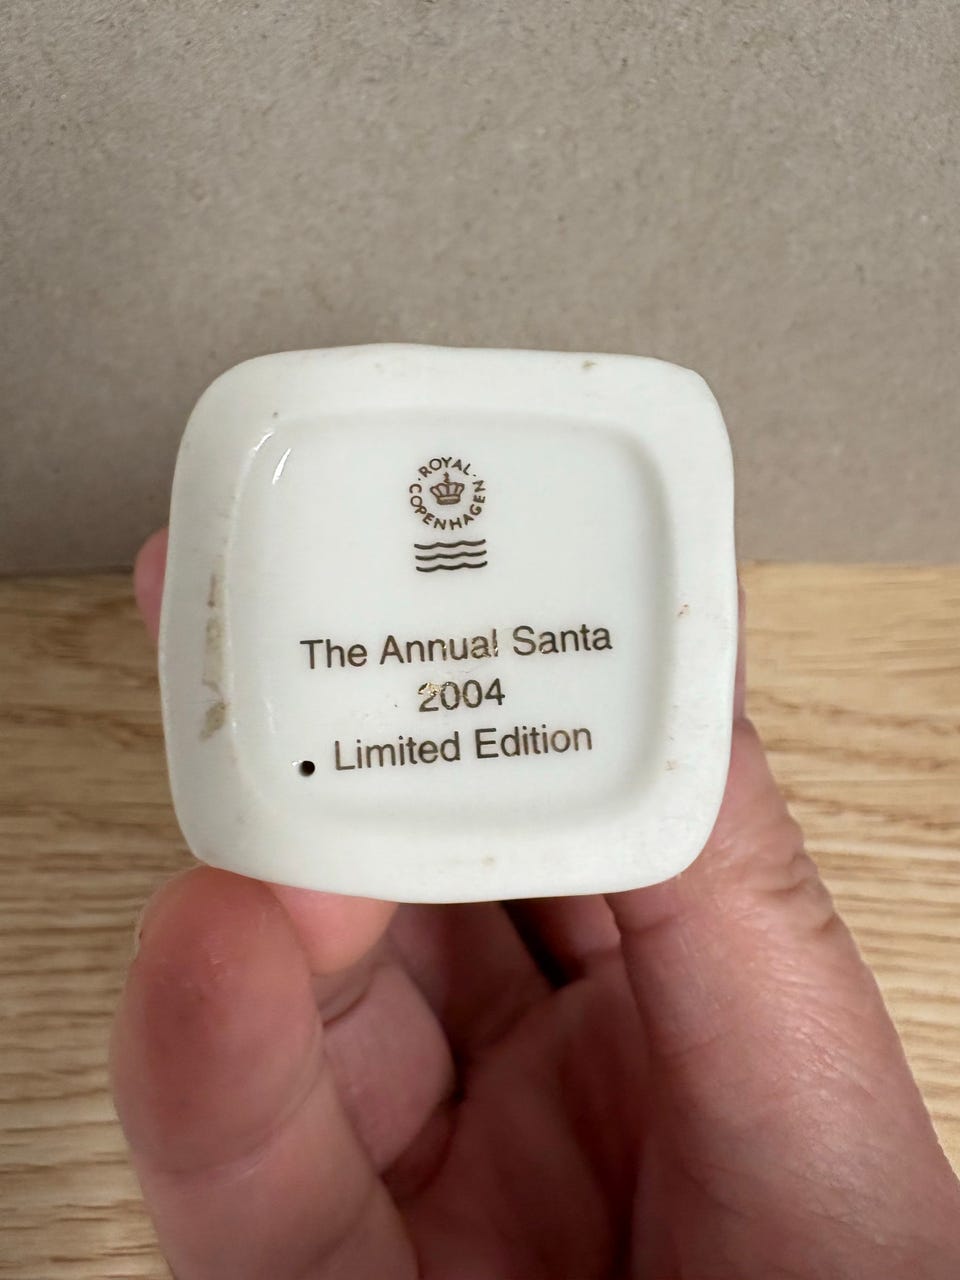 ROYAL
COPENHAGEN
The Annual Santa
2004
Limited Edition